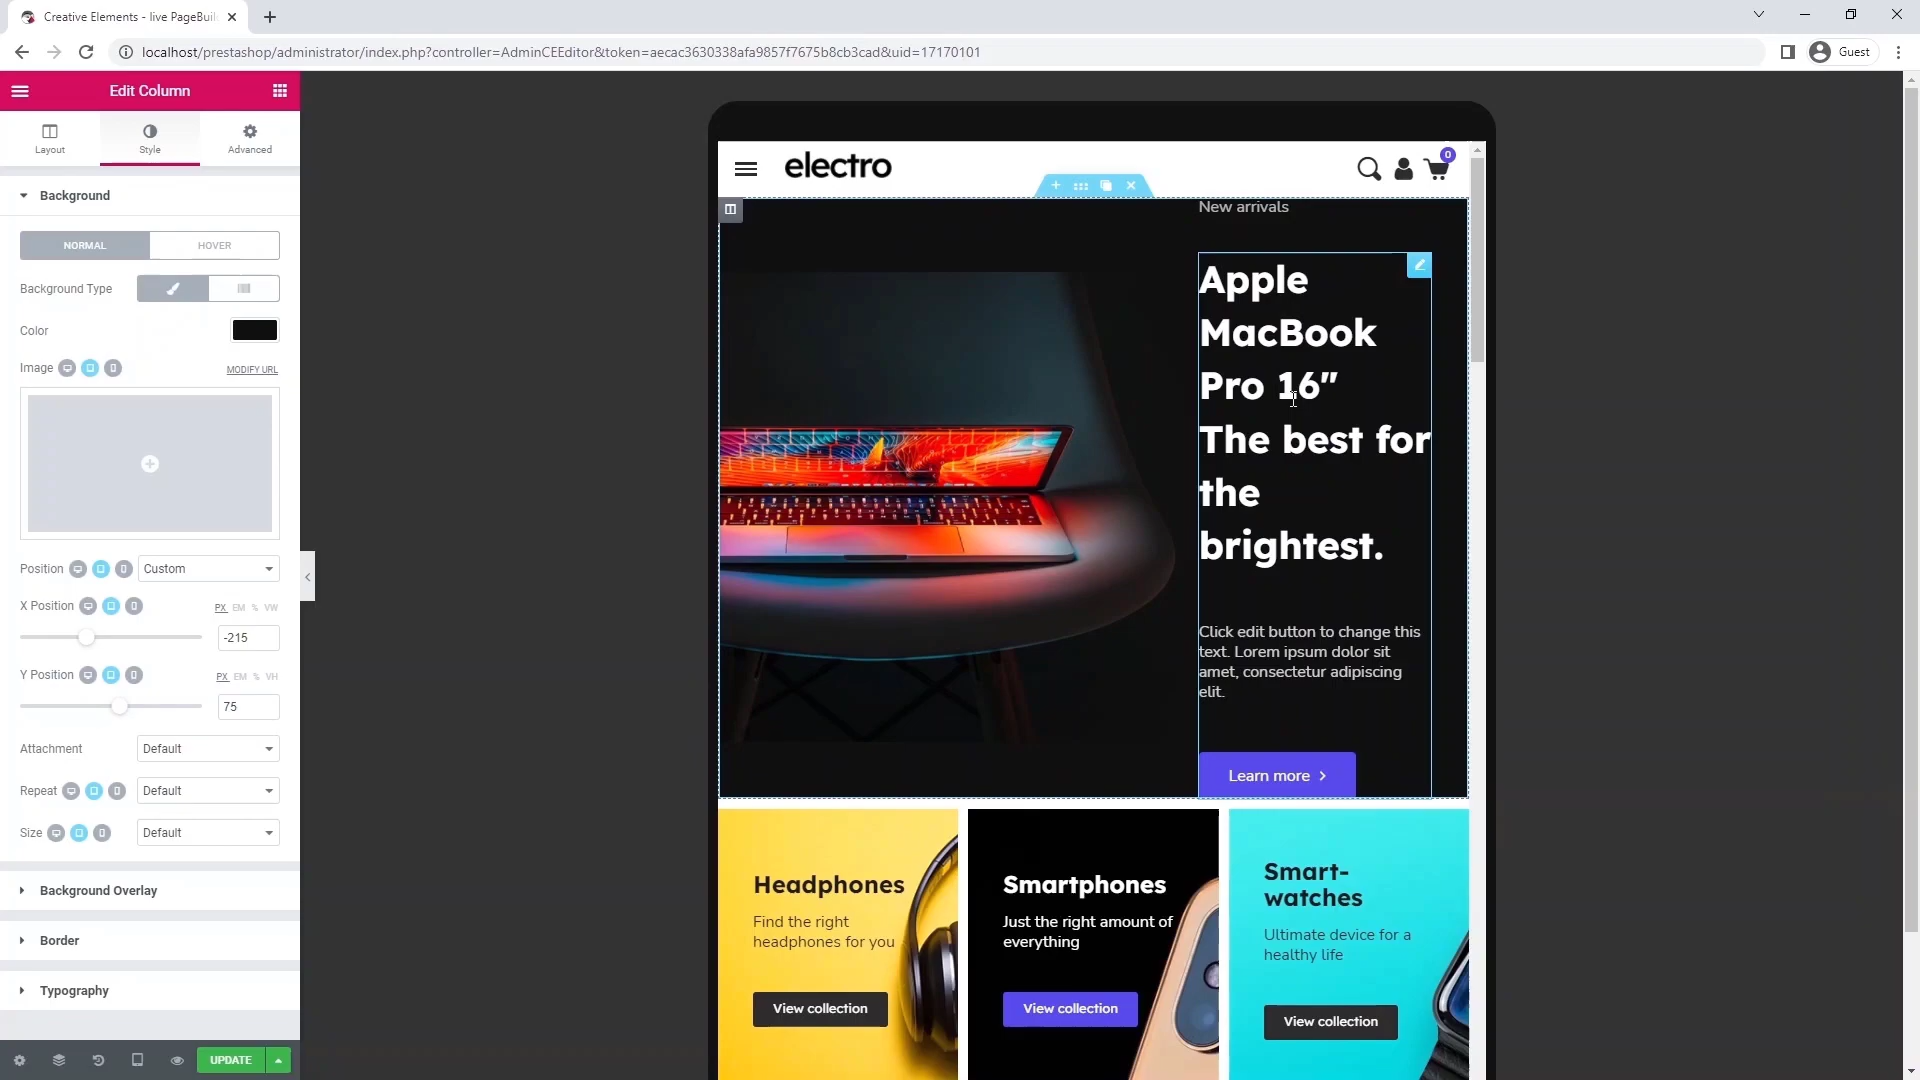 Creative Elements - live PageBuil
localhost/prestashop/administrator/index.php?controller=AdminCEEditor&token=aecac3630338afa9857f7675b8cb3cad&uid=17170101
Guest
Edit Column
Layout
Style
Advanced
Background
NORMAL
HOVER
Background Type
Color
Image
MODIFY URL
Position
Custom
X Position
PX EM % VW
-215
Y Position
PX EM % VH
75
Attachment
Default
Repeat
Default
Size
Default
Background Overlay
Border
Typography
UPDATE
electro
0
New arrivals
Apple
MacBook
Pro 16"
The best for
the
brightest.
Click edit button to change this
text. Lorem ipsum dolor sit
amet, consectetur adipiscing
elit.
Learn more
Headphones
Find the right
headphones for you
View collection
Smartphones
Just the right amount of
everything
View collection
Smart-
watches
Ultimate device for a
healthy life
View collection